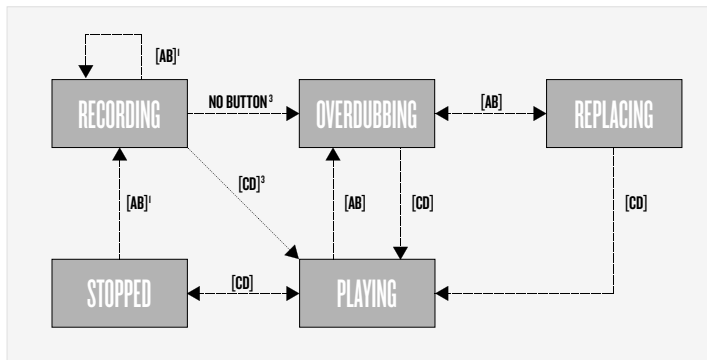 [AB]¹
RECORDING
NO BUTTON³
OVERDUBBING
[AB]
REPLACING
[CD]³
[AB]¹
[AB]
[CD]
[CD]
STOPPED
[CD]
PLAYING